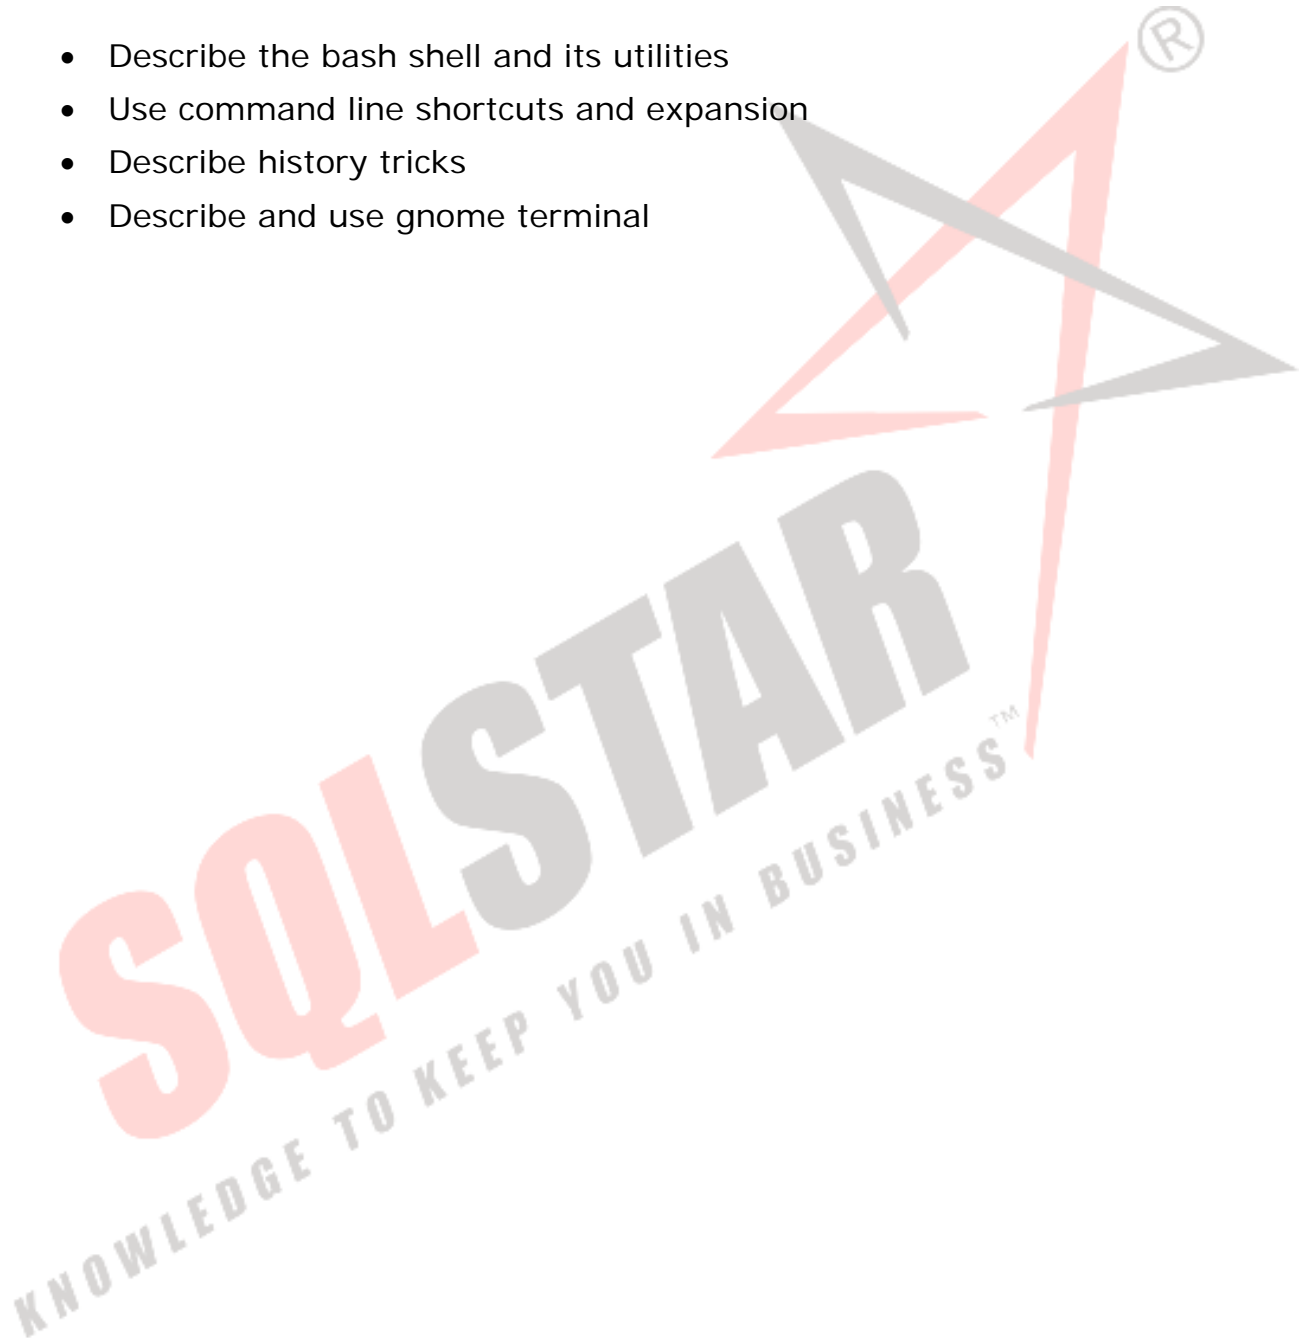 • Describe the bash shell and its utilities
• Use command line shortcuts and expansion
• Describe history tricks
• Describe and use gnome terminal
®
SQLSTAR
KNOWLEDGE TO KEEP YOU IN BUSINESS™